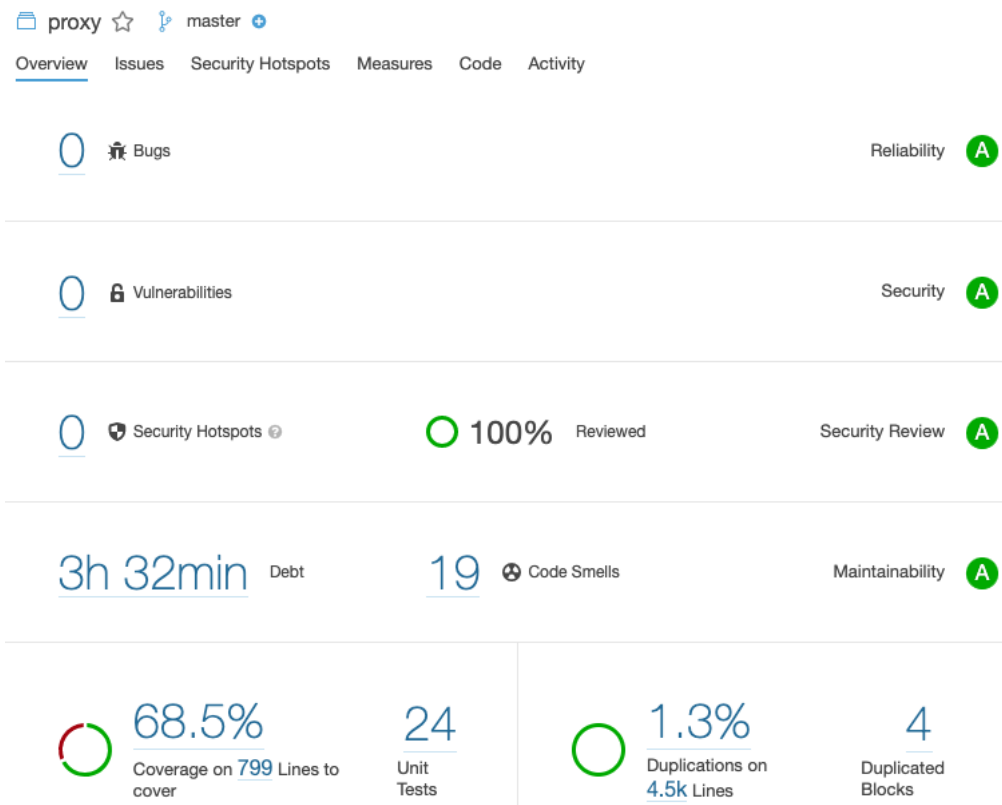 proxy master
Overview Issues Security Hotspots Measures Code Activity
0 Bugs Reliability A
0 Vulnerabilities Security A
0 Security Hotspots ? 100% Reviewed Security Review A
3h 32min Debt 19 Code Smells Maintainability A
68.5% 24 1.3% 4
Coverage on 799 Lines to cover
Unit Tests
Duplications on 4.5k Lines
Duplicated Blocks